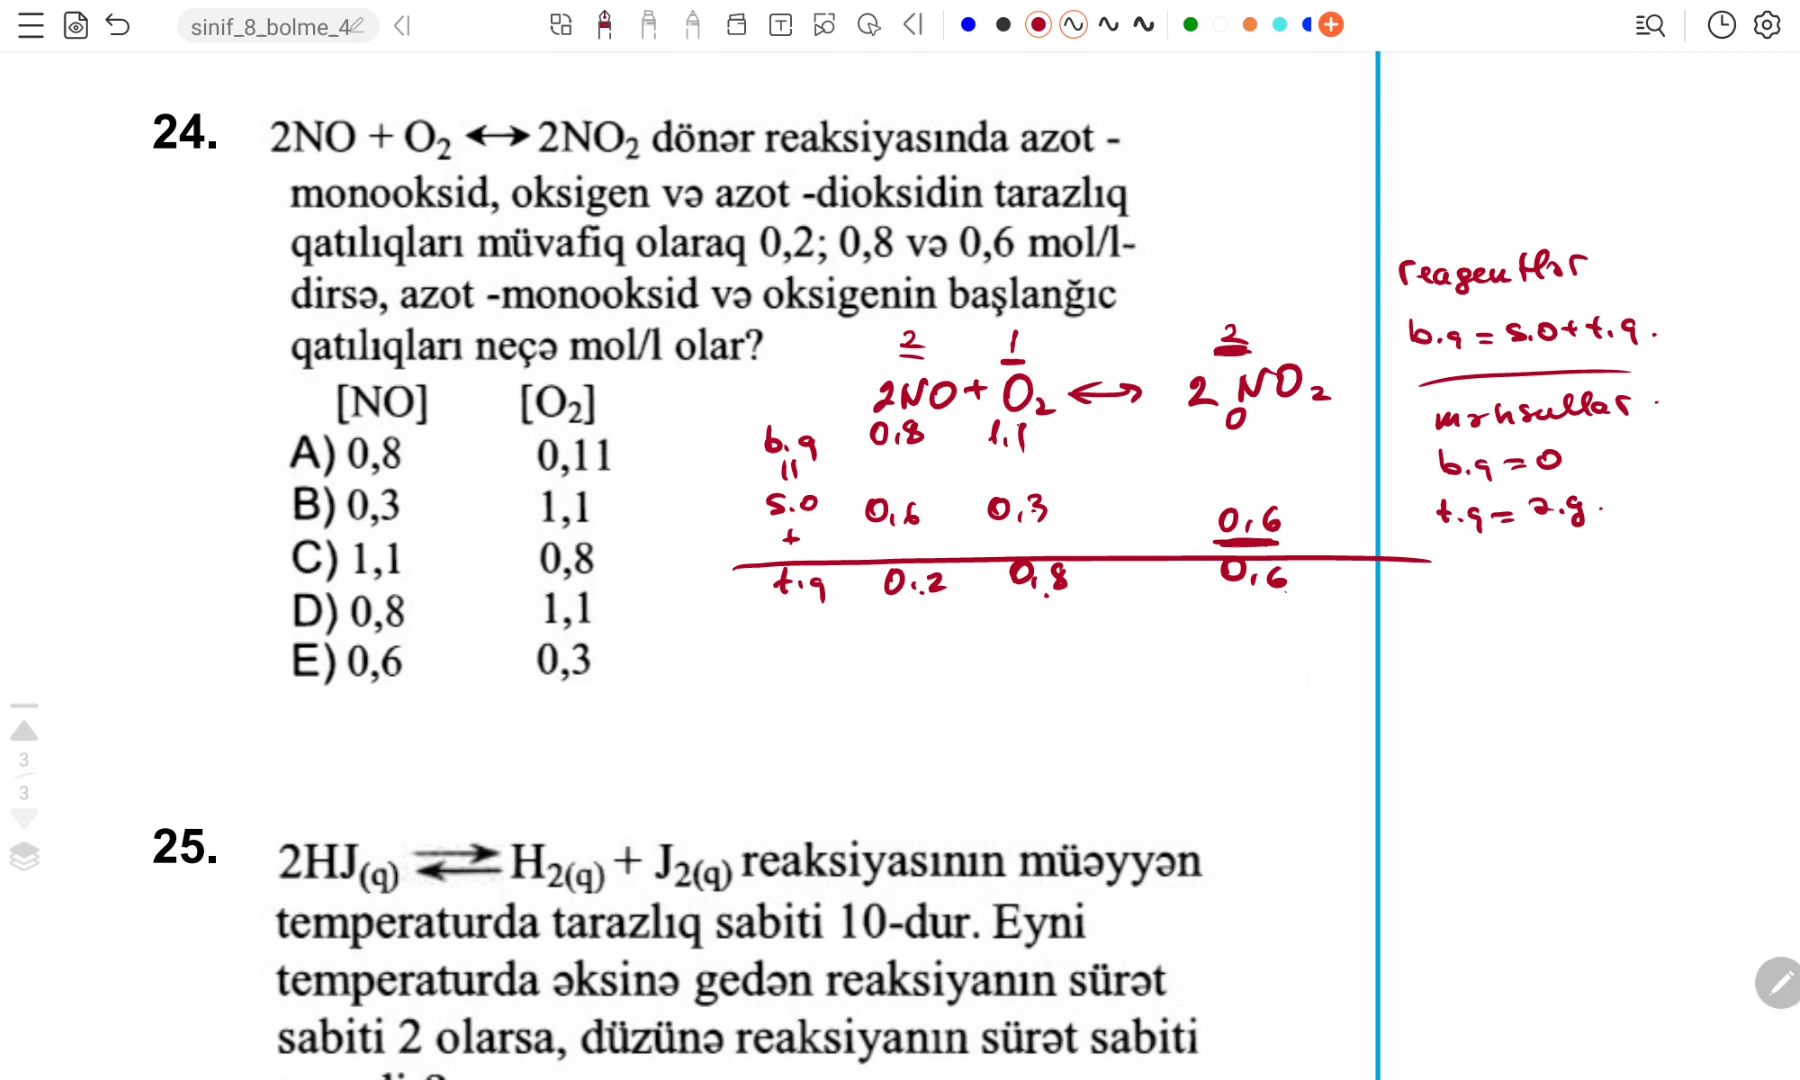 sinif_8_bolme_4
24. 2NO + O₂ ↔ 2NO₂ dönər reaksiyasında azot -
monooksid, oksigen və azot -dioksidin tarazlıq
qatılıqları müvafiq olaraq 0,2; 0,8 və 0,6 mol/l-
dirsə, azot -monooksid və oksigenin başlanğıc
qatılıqları neçə mol/l olar?
[NO] [O₂]
A) 0,8 0,11
B) 0,3 1,1
C) 1,1 0,8
D) 0,8 1,1
E) 0,6 0,3
2 1 2
2NO + O₂ ↔ 2NO₂
b.q 0,8 1,1 0
||
s.o 0,6 0,3 0,6
+
t.q 0,2 0,8 0,6
reagentlər
b.q = s.o + t.q.
məhsullar.
b.q = 0
3
3
25. 2HJ(q) ⇄ H₂(q) + J₂(q) reaksiyasının müəyyən
temperaturda tarazlıq sabiti 10-dur. Eyni
temperaturda əksinə gedən reaksiyanın sürət
sabiti 2 olarsa, düzünə reaksiyanın sürət sabiti